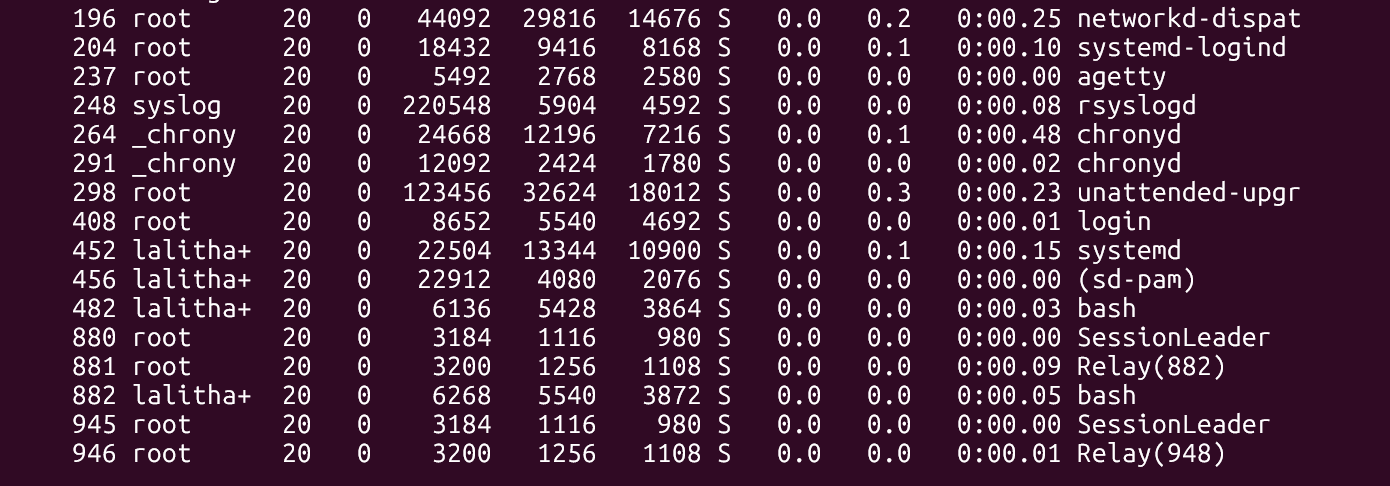 196 root 20 0 44092 29816 14676 S 0.0 0.2 0:00.25 networkd-dispat
204 root 20 0 18432 9416 8168 S 0.0 0.1 0:00.10 systemd-logind
237 root 20 0 5492 2768 2580 S 0.0 0.0 0:00.00 agetty
248 syslog 20 0 220548 5904 4592 S 0.0 0.0 0:00.08 rsyslogd
264 _chrony 20 0 24668 12196 7216 S 0.0 0.1 0:00.48 chronyd
291 _chrony 20 0 12092 2424 1780 S 0.0 0.0 0:00.02 chronyd
298 root 20 0 123456 32624 18012 S 0.0 0.3 0:00.23 unattended-upgr
408 root 20 0 8652 5540 4692 S 0.0 0.0 0:00.01 login
452 lalitha+ 20 0 22504 13344 10900 S 0.0 0.1 0:00.15 systemd
456 lalitha+ 20 0 22912 4080 2076 S 0.0 0.0 0:00.00 (sd-pam)
482 lalitha+ 20 0 6136 5428 3864 S 0.0 0.0 0:00.03 bash
880 root 20 0 3184 1116 980 S 0.0 0.0 0:00.00 SessionLeader
881 root 20 0 3200 1256 1108 S 0.0 0.0 0:00.09 Relay(882)
882 lalitha+ 20 0 6268 5540 3872 S 0.0 0.0 0:00.05 bash
945 root 20 0 3184 1116 980 S 0.0 0.0 0:00.00 SessionLeader
946 root 20 0 3200 1256 1108 S 0.0 0.0 0:00.01 Relay(948)